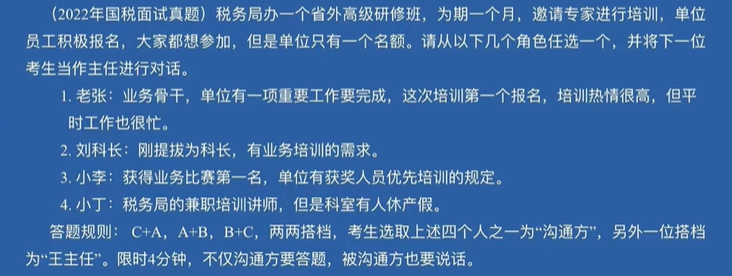 （2022年国税面试真题）税务局办一个省外高级研修班，为期一个月，邀请专家进行培训，单位
员工积极报名，大家都想参加，但是单位只有一个名额。请从以下几个角色任选一个，并将下一位
考生当作主任进行对话。
1. 老张：业务骨干，单位有一项重要工作要完成，这次培训第一个报名，培训热情很高，但平
时工作也很忙。
2. 刘科长：刚提拔为科长，有业务培训的需求。
3. 小李：获得业务比赛第一名，单位有获奖人员优先培训的规定。
4. 小丁：税务局的兼职培训讲师，但是科室有人休产假。
答题规则： C+A，A+B，B+C，两两搭档，考生选取上述四个人之一为“沟通方”，另外一位搭档
为“王主任”。限时4分钟，不仅沟通方要答题，被沟通方也要说话。